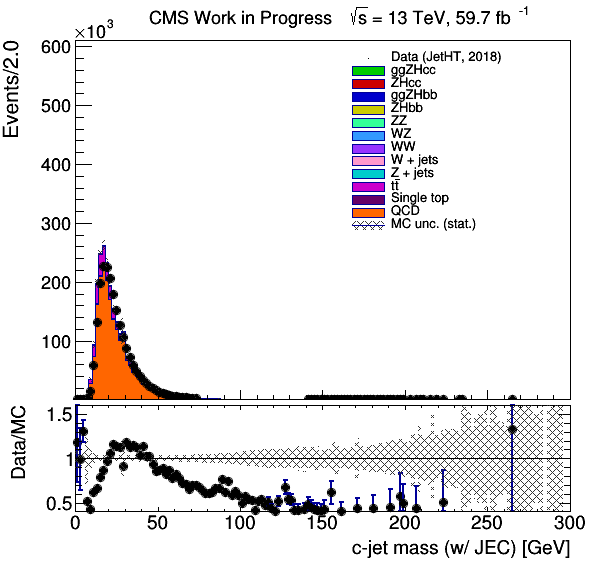 CMS Work in Progress √s = 13 TeV, 59.7 fb⁻¹
×10³
Events/2.0
600
500
400
300
200
100
Data (JetHT, 2018)
ggZHcc
ZHcc
ggZHbb
ZHbb
ZZ
WZ
WW
W + jets
Z + jets
tt̄
Single top
QCD
MC unc. (stat.)
Data/MC
1.5
1
0.5
0 50 100 150 200 250 300
c-jet mass (w/ JEC) [GeV]